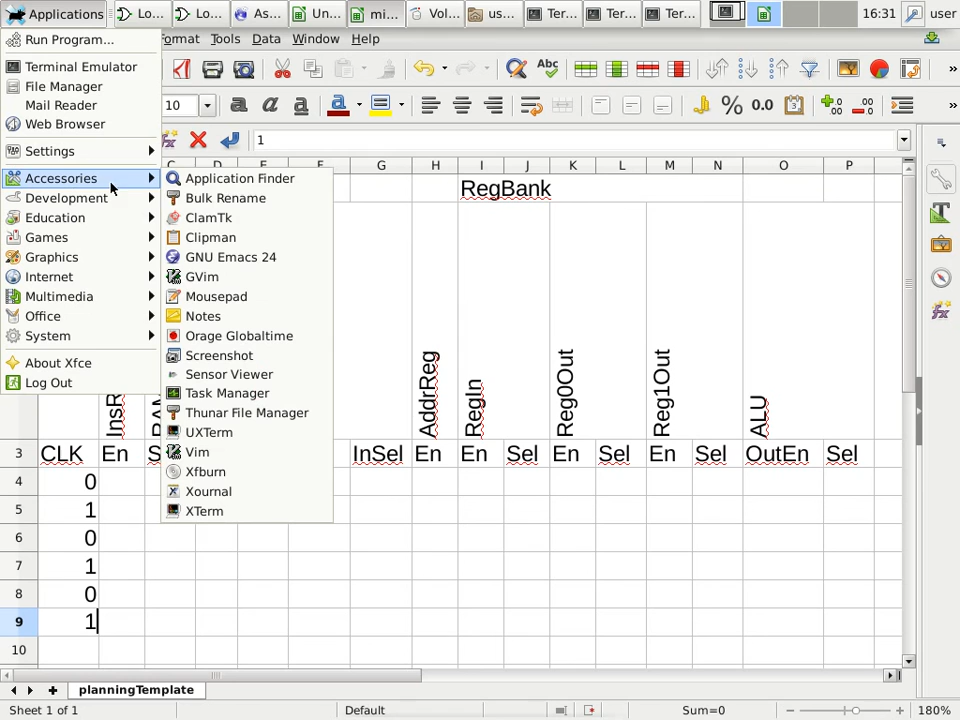 Applications Lo... Lo... As... Un... mi... Vol... us... Ter... Ter... Ter... 16:31 user
Run Program... Format Tools Data Window Help
Terminal Emulator
File Manager
Mail Reader
Web Browser
10
Settings
1
Accessories
Development
Education
Games
Graphics
Internet
Multimedia
Office
System
About Xfce
Log Out
Application Finder
Bulk Rename
ClamTk
Clipman
GNU Emacs 24
GVim
Mousepad
Notes
Orage Globaltime
Screenshot
Sensor Viewer
Task Manager
Thunar File Manager
UXTerm
Vim
Xfburn
Xournal
XTerm
C D E F G H I J K L M N O P
RegBank
AddrReg RegIn Reg0Out Reg1Out ALU
3 CLK En InSel En En Sel En Sel En Sel OutEn Sel
4 0
5 1
6 0
7 1
8 0
9 1
10
planningTemplate
Sheet 1 of 1 Default Sum=0 180%